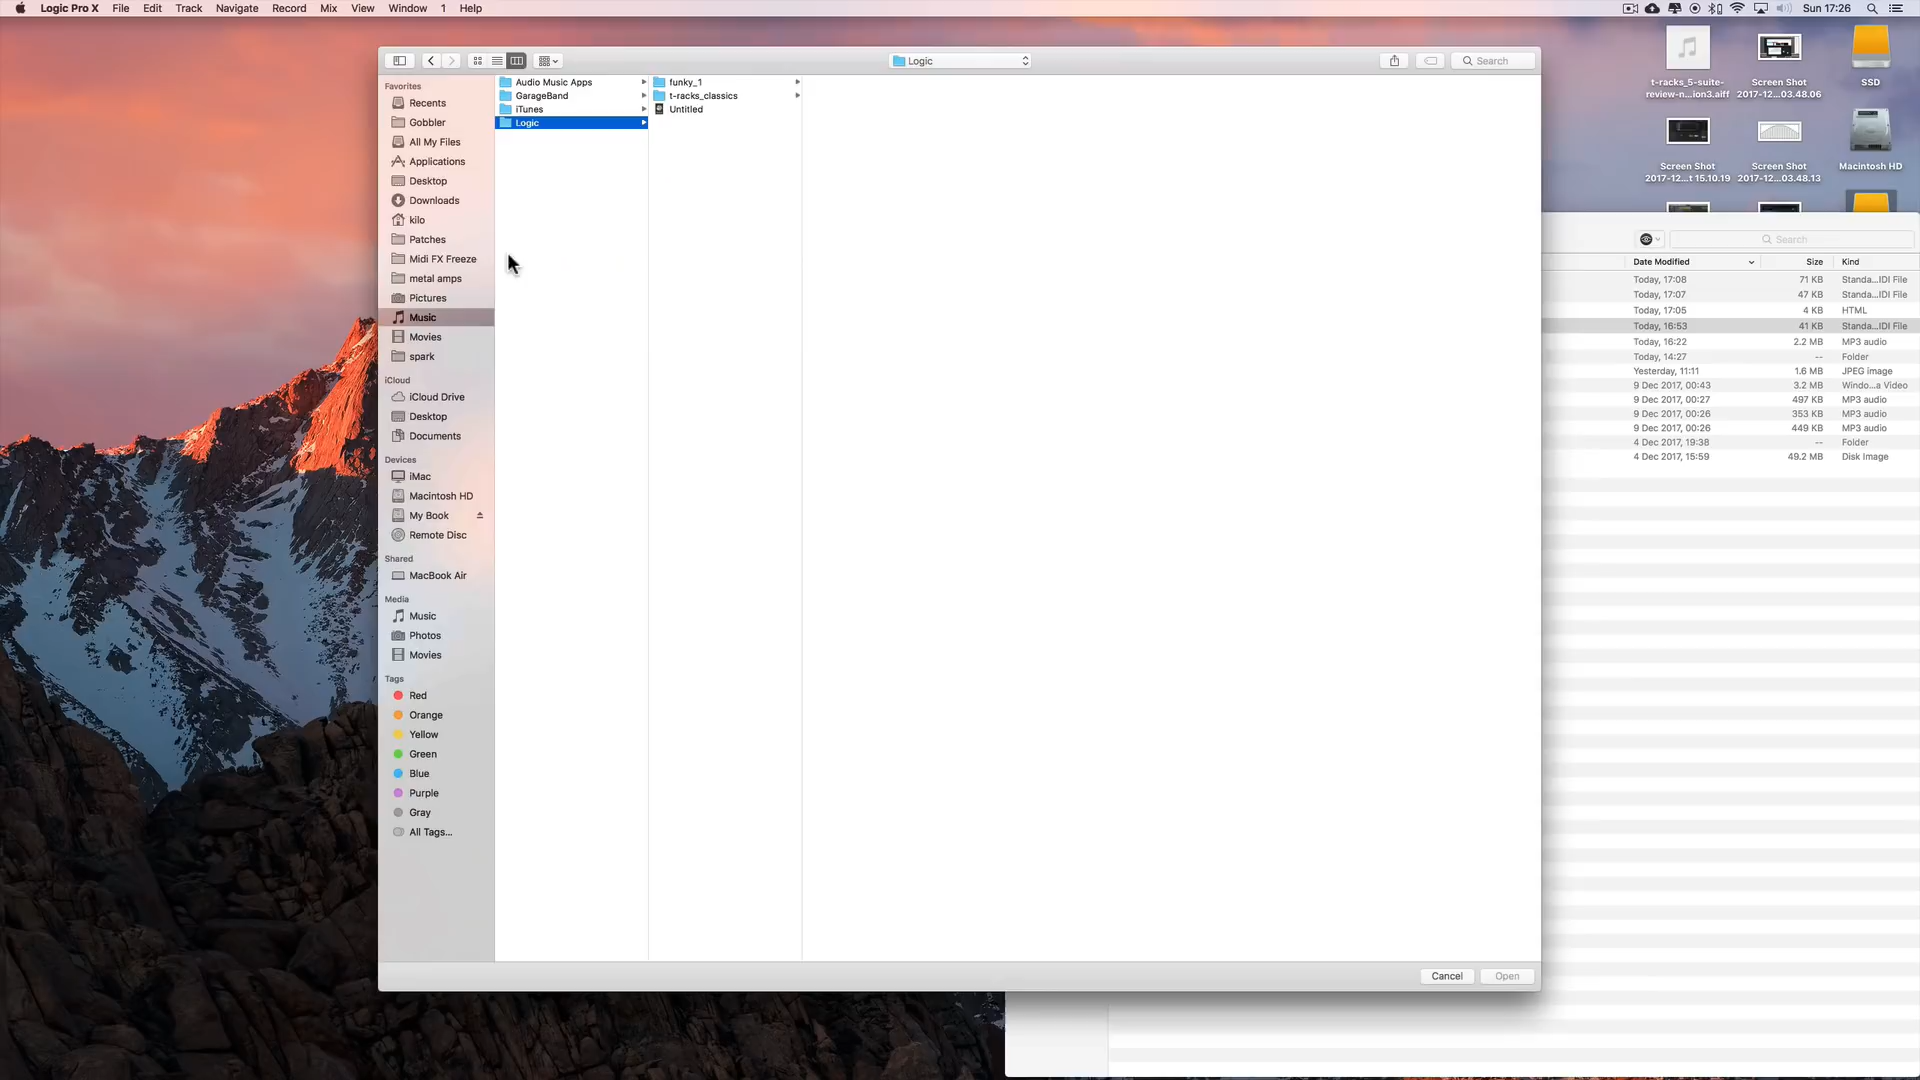 Logic Pro X File Edit Track Navigate Record Mix View Window 1 Help Sun 17:26
Logic
Search
Favorites
Recents
Gobbler
All My Files
Applications
Desktop
Downloads
kilo
Patches
Midi FX Freeze
metal amps
Pictures
Music
Movies
spark
iCloud
iCloud Drive
Desktop
Documents
Devices
iMac
Macintosh HD
My Book
Remote Disc
Shared
MacBook Air
Media
Music
Photos
Movies
Tags
Red
Orange
Yellow
Green
Blue
Purple
Gray
All Tags...
Audio Music Apps
GarageBand
iTunes
Logic
funky_1
t-racks_classics
Untitled
Cancel Open
t-racks_5-suite-
review-n...ion3.aiff
Screen Shot
2017-12...03.48.06
SSD
Screen Shot
2017-12...t 15.10.19
Screen Shot
2017-12...03.48.13
Macintosh HD
Search
Date Modified Size Kind
Today, 17:08 71 KB Standa...IDI File
Today, 17:07 47 KB Standa...IDI File
Today, 17:05 4 KB HTML
Today, 16:53 41 KB Standa...IDI File
Today, 16:22 2.2 MB MP3 audio
Today, 14:27 -- Folder
Yesterday, 11:11 1.6 MB JPEG image
9 Dec 2017, 00:43 3.2 MB Windo...a Video
9 Dec 2017, 00:27 497 KB MP3 audio
9 Dec 2017, 00:26 353 KB MP3 audio
9 Dec 2017, 00:26 449 KB MP3 audio
4 Dec 2017, 19:38 -- Folder
4 Dec 2017, 15:59 49.2 MB Disk Image